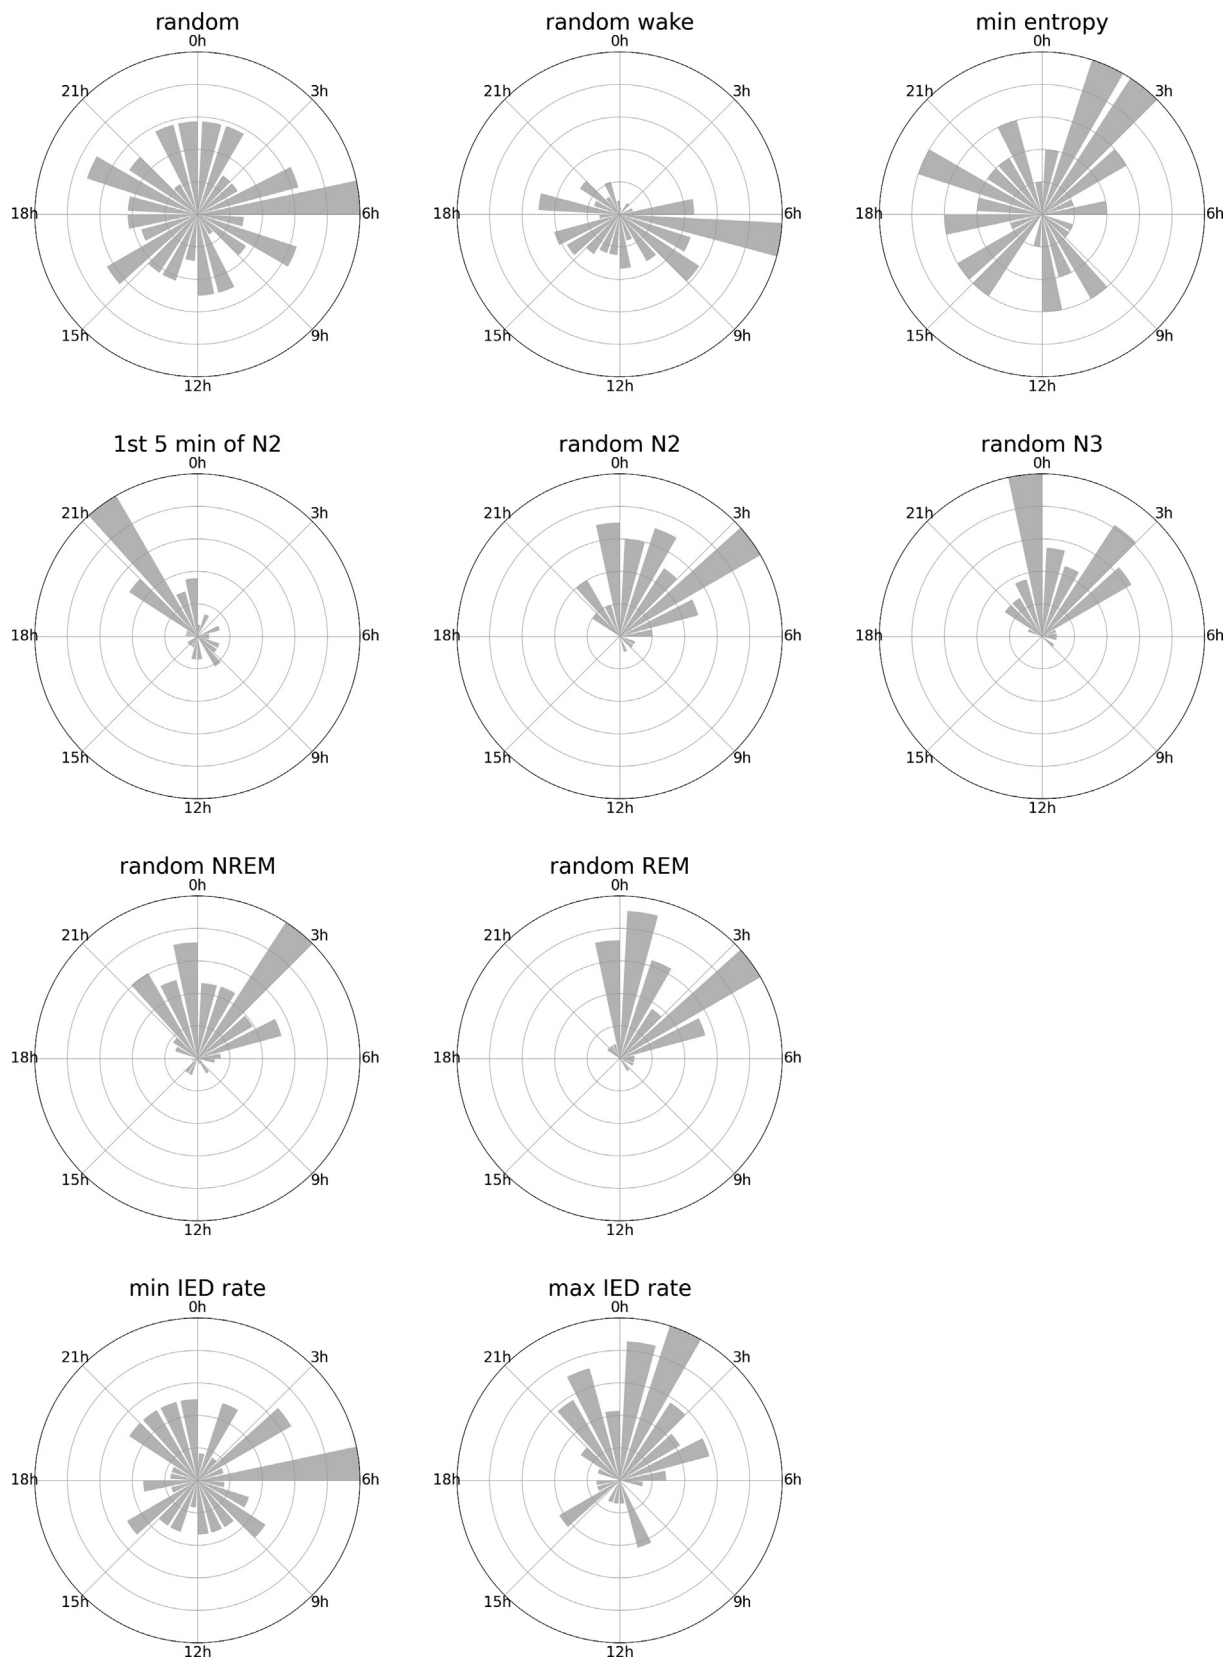 random
random wake
min entropy
0h
0h
0h
21h
3h
21h
3h
21h
3h
18h
6h
18h
6h
18h
6h
15h
9h
15h
9h
15h
9h
12h
12h
12h
1st 5 min of N2
random N2
random N3
0h
0h
0h
21h
3h
21h
3h
21h
3h
18h
6h
18h
6h
18h
6h
15h
9h
15h
9h
15h
9h
12h
12h
12h
random NREM
random REM
0h
0h
21h
3h
21h
3h
18h
6h
18h
6h
15h
9h
15h
9h
12h
12h
min IED rate
max IED rate
0h
0h
21h
3h
21h
3h
18h
6h
18h
6h
15h
9h
15h
9h
12h
12h